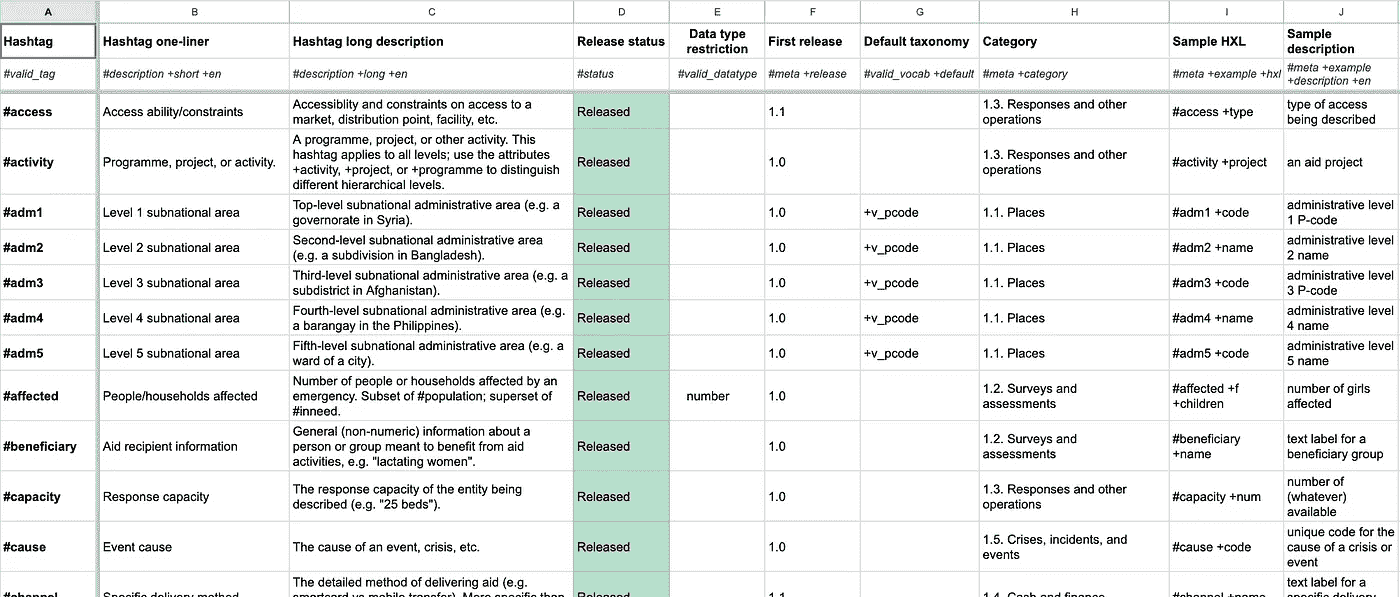 A B C D E F G H I J
Hashtag Hashtag one-liner Hashtag long description Release status Data type restriction First release Default taxonomy Category Sample HXL Sample description
#valid_tag #description +short +en #description +long +en #status #valid_datatype #meta +release #valid_vocab +default #meta +category #meta +example +hxl #meta +example +description +en
#access Access ability/constraints Accessiblity and constraints on access to a market, distribution point, facility, etc. Released 1.1 1.3. Responses and other operations #access +type type of access being described
#activity Programme, project, or activity. A programme, project, or other activity. This hashtag applies to all levels; use the attributes +activity, +project, or +programme to distinguish different hierarchical levels. Released 1.0 1.3. Responses and other operations #activity +project an aid project
#adm1 Level 1 subnational area Top-level subnational administrative area (e.g. a governorate in Syria). Released 1.0 +v_pcode 1.1. Places #adm1 +code administrative level 1 P-code
#adm2 Level 2 subnational area Second-level subnational administrative area (e.g. a subdivision in Bangladesh). Released 1.0 +v_pcode 1.1. Places #adm2 +name administrative level 2 name
#adm3 Level 3 subnational area Third-level subnational administrative area (e.g. a subdistrict in Afghanistan). Released 1.0 +v_pcode 1.1. Places #adm3 +code administrative level 3 P-code
#adm4 Level 4 subnational area Fourth-level subnational administrative area (e.g. a barangay in the Philippines). Released 1.0 +v_pcode 1.1. Places #adm4 +name administrative level 4 name
#adm5 Level 5 subnational area Fifth-level subnational administrative area (e.g. a ward of a city). Released 1.0 +v_pcode 1.1. Places #adm5 +code administrative level 5 name
#affected People/households affected Number of people or households affected by an emergency. Subset of #population; superset of #inneed. Released number 1.0 1.2. Surveys and assessments #affected +f +children number of girls affected
#beneficiary Aid recipient information General (non-numeric) information about a person or group meant to benefit from aid activities, e.g. "lactating women". Released 1.0 1.2. Surveys and assessments #beneficiary +name text label for a beneficiary group
#capacity Response capacity The response capacity of the entity being described (e.g. "25 beds"). Released 1.0 1.3. Responses and other operations #capacity +num number of (whatever) available
#cause Event cause The cause of an event, crisis, etc. Released 1.0 1.5. Crises, incidents, and events #cause +code unique code for the cause of a crisis or event
#channel Specific delivery method The detailed method of delivering aid (e.g. smartcard vs mobile transfer). More specific than Released 1.1 1.4. Cash and finance #channel +name text label for a specific delivery